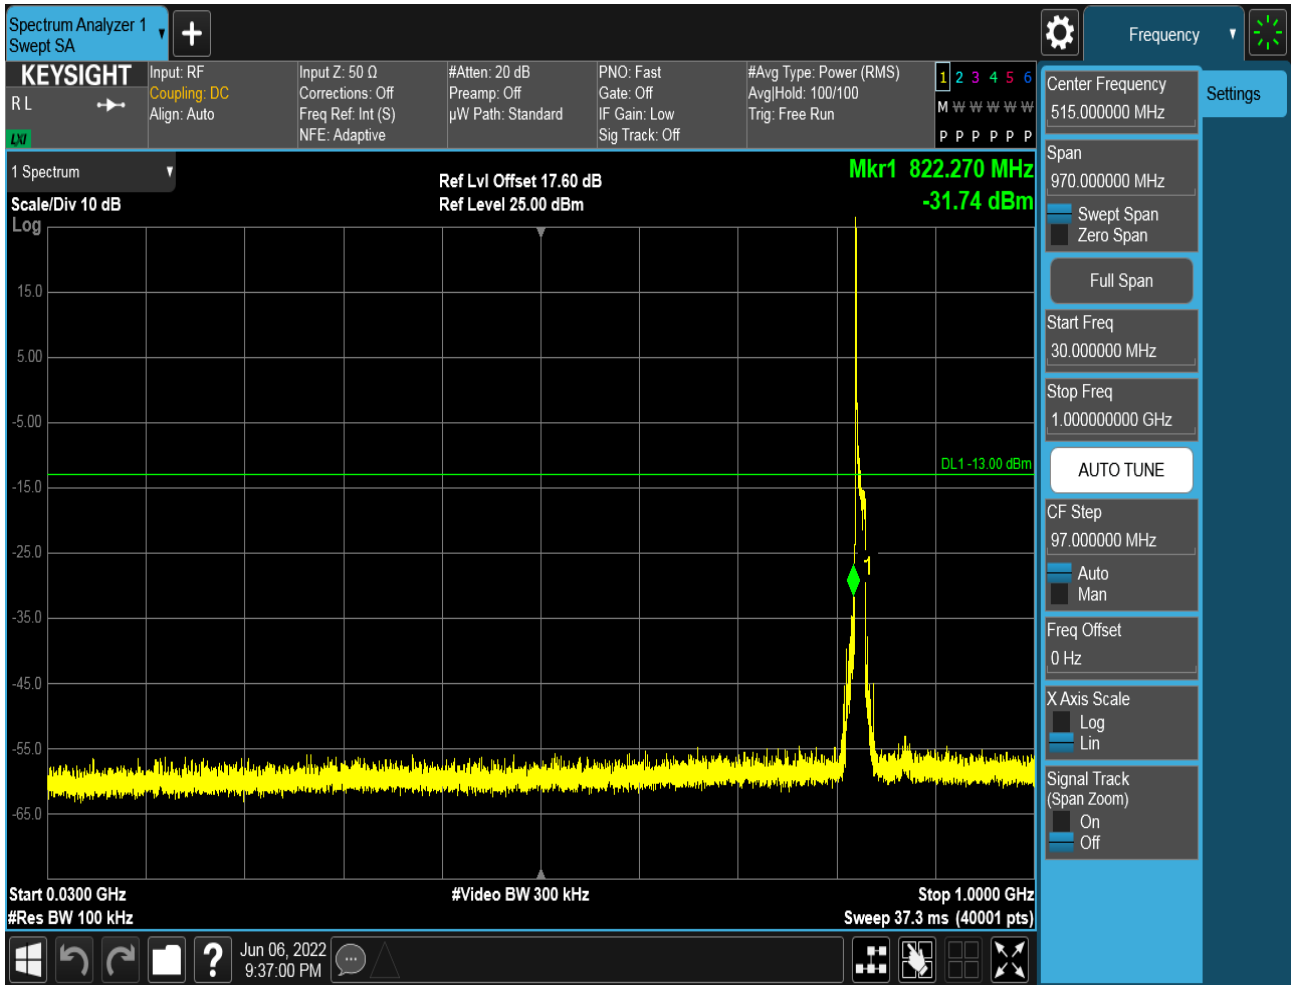 Spectrum Analyzer 1
Swept SA
Frequency
KEYSIGHT
R L
LXI
Input: RF
Coupling: DC
Align: Auto
Input Z: 50 Ω
Corrections: Off
Freq Ref: Int (S)
NFE: Adaptive
#Atten: 20 dB
Preamp: Off
µW Path: Standard
PNO: Fast
Gate: Off
IF Gain: Low
Sig Track: Off
#Avg Type: Power (RMS)
Avg|Hold: 100/100
Trig: Free Run
1 2 3 4 5 6
M W W W W W
P P P P P P
1 Spectrum
Scale/Div 10 dB
Log
Ref Lvl Offset 17.60 dB
Ref Level 25.00 dBm
Mkr1 822.270 MHz
-31.74 dBm
15.0
5.00
-5.00
-15.0
-25.0
-35.0
-45.0
-55.0
-65.0
DL1 -13.00 dBm
Start 0.0300 GHz
#Res BW 100 kHz
#Video BW 300 kHz
Stop 1.0000 GHz
Sweep 37.3 ms (40001 pts)
Jun 06, 2022
9:37:00 PM
Center Frequency
515.000000 MHz
Span
970.000000 MHz
Swept Span
Zero Span
Full Span
Start Freq
30.000000 MHz
Stop Freq
1.000000000 GHz
AUTO TUNE
CF Step
97.000000 MHz
Auto
Man
Freq Offset
0 Hz
X Axis Scale
Log
Lin
Signal Track
(Span Zoom)
On
Off
Settings